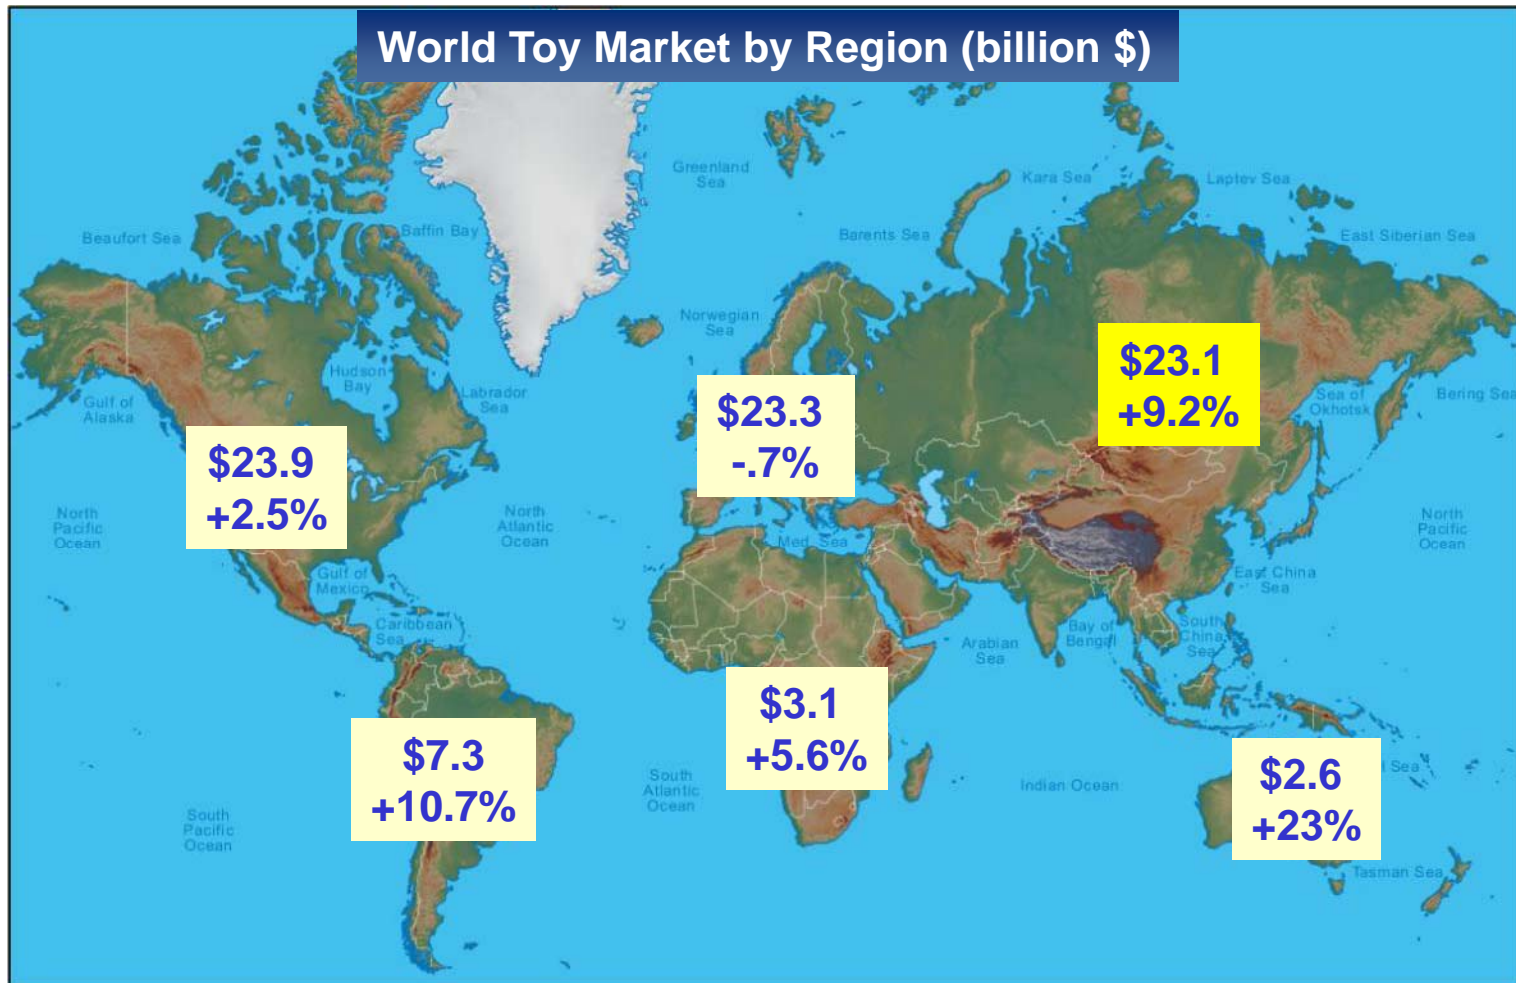 World Toy Market by Region (billion $)
Greenland
Sea
Kara Sea
Laptev Sea
Beaufort Sea
Baffin Bay
Barents Sea
East Siberian Sea
Norwegian
Sea
Hudson
Bay
Labrador
Sea
Gulf of
Alaska
Sea of
Okhotsk
Bering Sea
$23.1
+9.2%
$23.3
-.7%
$23.9
+2.5%
North
Pacific
Ocean
North
Atlantic
Ocean
Med Sea
North
Pacific
Ocean
Gulf of
Mexico
East China
Sea
Caribbean
Sea
Arabian
Sea
Bay of
Bengal
South
China
Sea
$3.1
+5.6%
$7.3
+10.7%
$2.6
+23%
Sea
South
Atlantic
Ocean
Indian Ocean
South
Pacific
Ocean
Tasman Sea